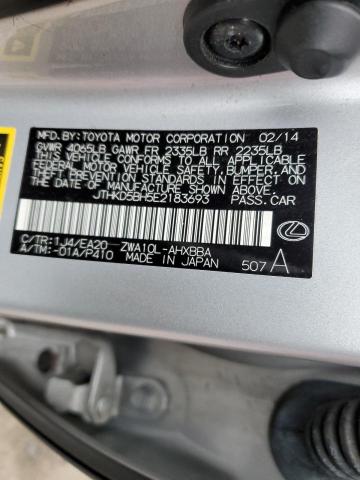 MFD.BY:TOYOTA MOTOR CORPORATION 02/14
GVWR 4065LB GAWR FR 2335LB RR 2235LB
THIS VEHICLE CONFORMS TO ALL APPLICABLE
FEDERAL MOTOR VEHICLE SAFETY, BUMPER, AND
THEFT PREVENTION STANDARDS IN EFFECT ON
THE DATE OF MANUFACTURE SHOWN ABOVE.
JTHKD5BH5E2183693 PASS.CAR
C/TR:1J4/EA20 ZWA10L-AHXBBA
A/TM:-01A/P410 MADE IN JAPAN 507A